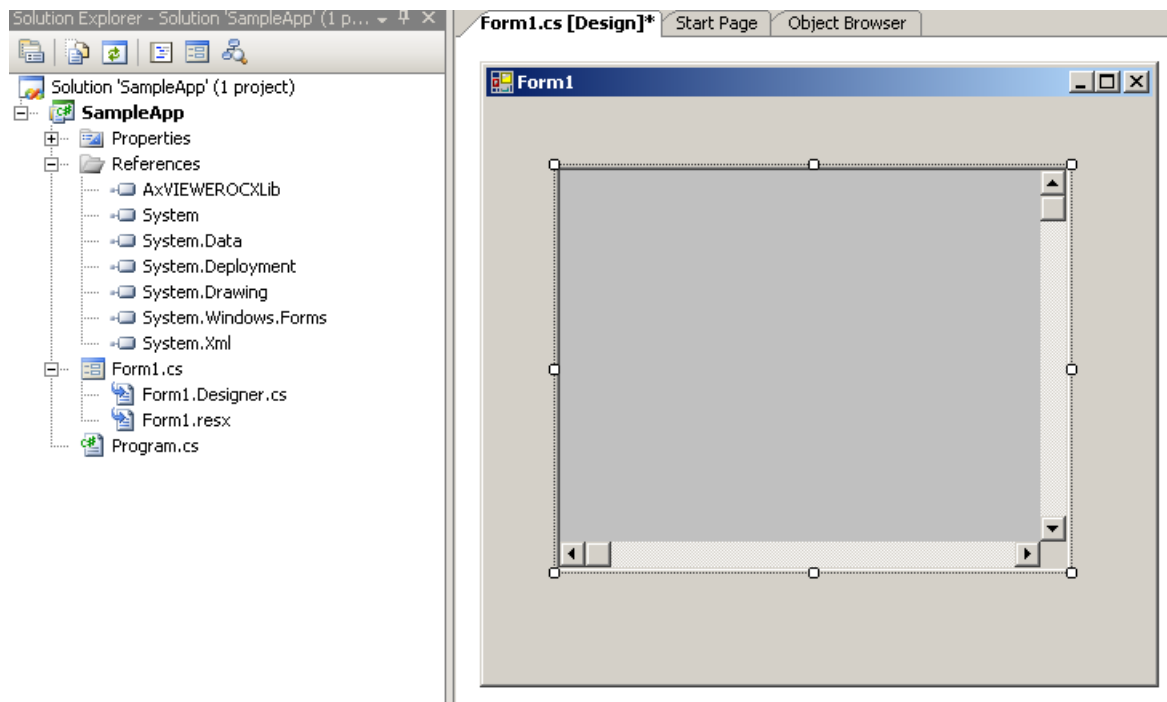 Solution Explorer - Solution 'SampleApp' (1 p...
Form1.cs [Design]* Start Page Object Browser
Solution 'SampleApp' (1 project)
SampleApp
Properties
References
AxVIEWEROCXLib
System
System.Data
System.Deployment
System.Drawing
System.Windows.Forms
System.Xml
Form1.cs
Form1.Designer.cs
Form1.resx
Program.cs
Form1